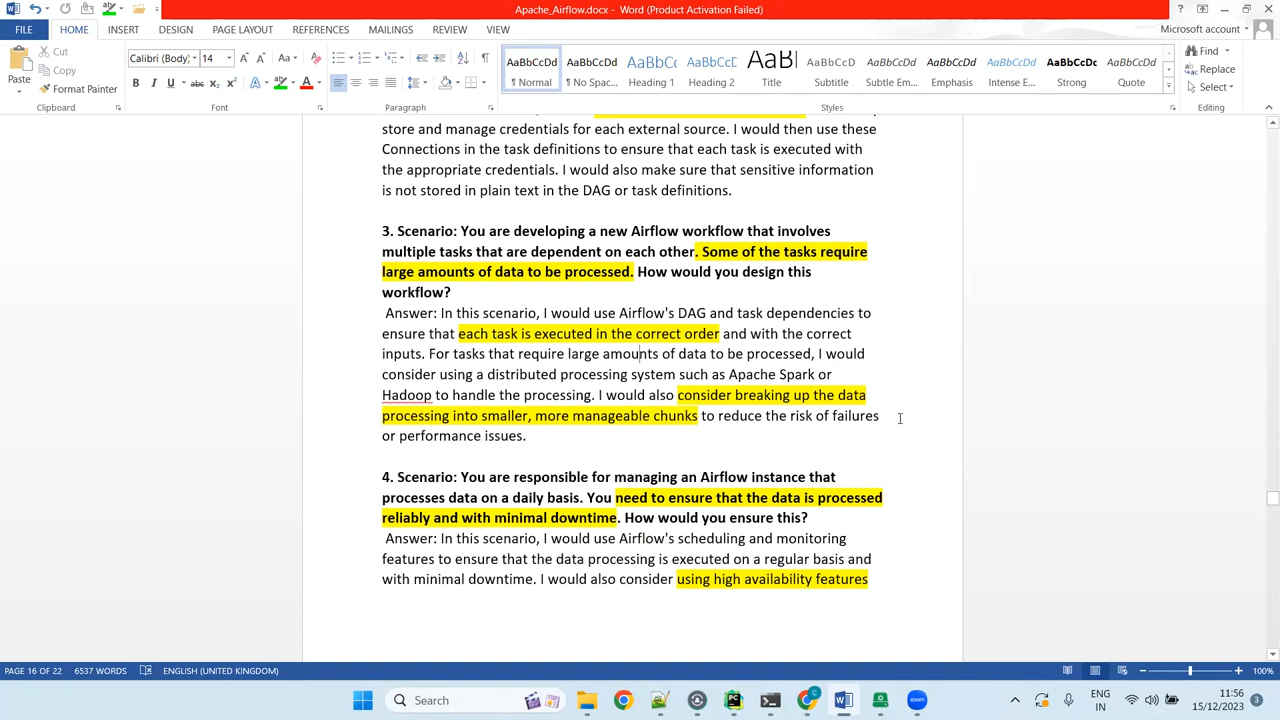 Apache_Airflow.docx - Word (Product Activation Failed)
FILE HOME INSERT DESIGN PAGE LAYOUT REFERENCES MAILINGS REVIEW VIEW Microsoft account
Paste Cut Copy Format Painter
Calibri (Body) 14
AaBbCcDd AaBbCcDd AaBbCc AaBbCcC AaBl AaBbCcD AaBbCcDd AaBbCcDd AaBbCcDd AaBbCcDc AaBbCcDd
¶ Normal ¶ No Spac... Heading 1 Heading 2 Title Subtitle Subtle Em... Emphasis Intense E... Strong Quote
Find Replace Select
Clipboard Font Paragraph Styles Editing
store and manage credentials for each external source. I would then use these
Connections in the task definitions to ensure that each task is executed with
the appropriate credentials. I would also make sure that sensitive information
is not stored in plain text in the DAG or task definitions.
3. Scenario: You are developing a new Airflow workflow that involves
multiple tasks that are dependent on each other. Some of the tasks require
large amounts of data to be processed. How would you design this
workflow?
Answer: In this scenario, I would use Airflow's DAG and task dependencies to
ensure that each task is executed in the correct order and with the correct
inputs. For tasks that require large amounts of data to be processed, I would
consider using a distributed processing system such as Apache Spark or
Hadoop to handle the processing. I would also consider breaking up the data
processing into smaller, more manageable chunks to reduce the risk of failures
or performance issues.
4. Scenario: You are responsible for managing an Airflow instance that
processes data on a daily basis. You need to ensure that the data is processed
reliably and with minimal downtime. How would you ensure this?
Answer: In this scenario, I would use Airflow's scheduling and monitoring
features to ensure that the data processing is executed on a regular basis and
with minimal downtime. I would also consider using high availability features
PAGE 16 OF 22 6537 WORDS ENGLISH (UNITED KINGDOM) 100%
Search
ENG
IN
11:56
15/12/2023